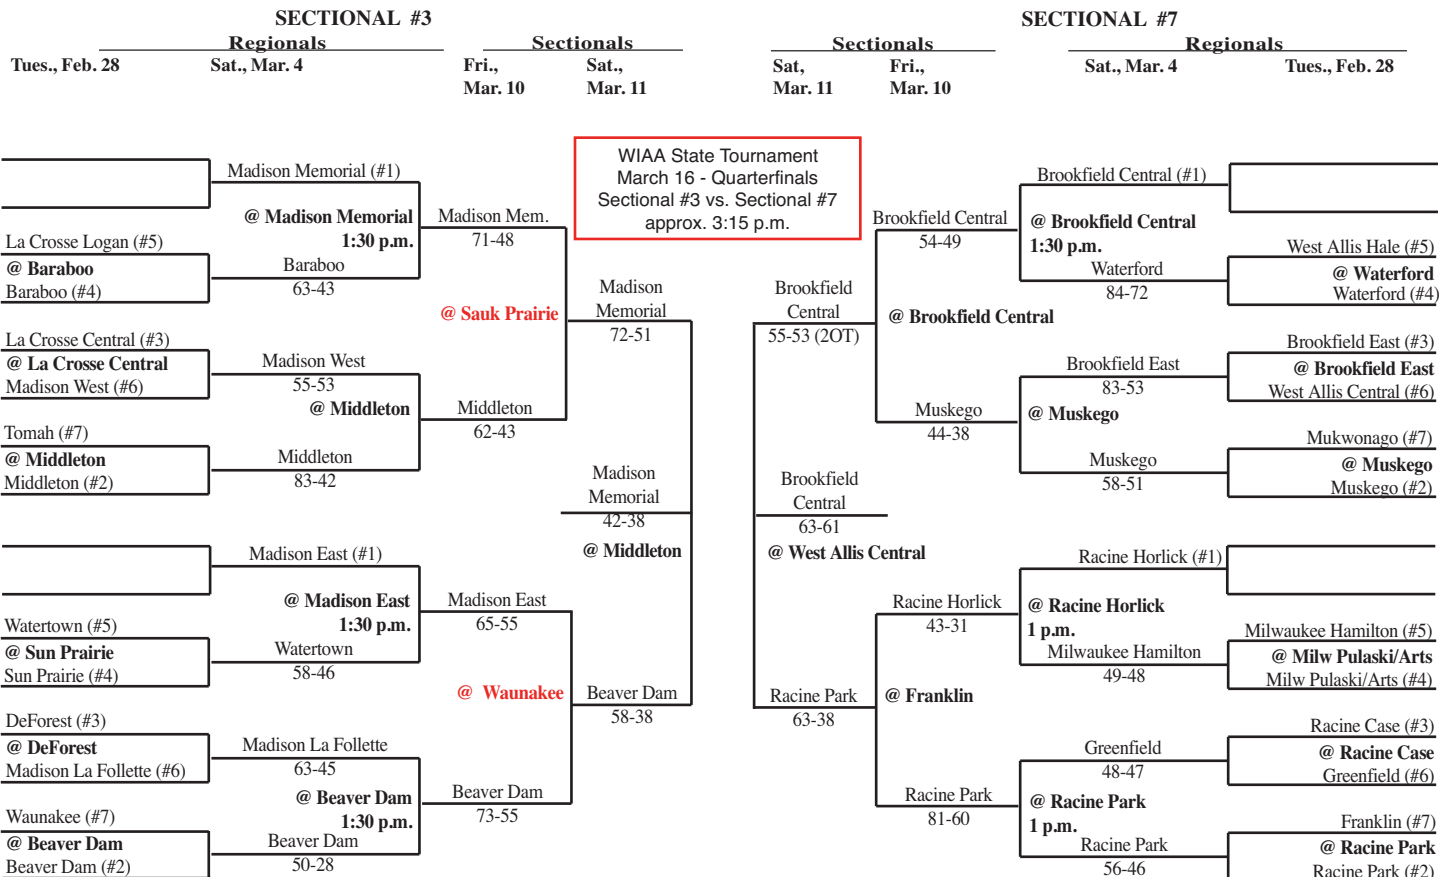 SECTIONAL #3
Regionals
Sectionals
Tues., Feb. 28
Sat., Mar. 4
Fri.,
Mar. 10
Sat.,
Mar. 11
Madison Memorial (#1)
@ Madison Memorial
1:30 p.m.
La Crosse Logan (#5)
@ Baraboo
Baraboo (#4)
Baraboo
63-43
Madison Mem.
71-48
@ Sauk Prairie
La Crosse Central (#3)
@ La Crosse Central
Madison West (#6)
Madison West
55-53
@ Middleton
Middleton
62-43
Tomah (#7)
@ Middleton
Middleton (#2)
Middleton
83-42
Madison
Memorial
72-51
Madison
Memorial
42-38
@ Middleton
Madison East (#1)
@ Madison East
1:30 p.m.
Watertown (#5)
@ Sun Prairie
Sun Prairie (#4)
Watertown
58-46
Madison East
65-55
@ Waunakee
Beaver Dam
58-38
DeForest (#3)
@ DeForest
Madison La Follette (#6)
Madison La Follette
63-45
@ Beaver Dam
1:30 p.m.
Beaver Dam
73-55
Waunakee (#7)
@ Beaver Dam
Beaver Dam (#2)
Beaver Dam
50-28
WIAA State Tournament
March 16 - Quarterfinals
Sectional #3 vs. Sectional #7
approx. 3:15 p.m.
SECTIONAL #7
Sectionals
Regionals
Sat,
Mar. 11
Fri.,
Mar. 10
Sat., Mar. 4
Tues., Feb. 28
Brookfield Central (#1)
@ Brookfield Central
1:30 p.m.
Brookfield Central
54-49
West Allis Hale (#5)
@ Waterford
Waterford (#4)
Waterford
84-72
Brookfield
Central
55-53 (2OT)
@ Brookfield Central
Brookfield East (#3)
@ Brookfield East
West Allis Central (#6)
Brookfield East
83-53
@ Muskego
Muskego
44-38
Mukwonago (#7)
@ Muskego
Muskego (#2)
Muskego
58-51
Brookfield
Central
63-61
@ West Allis Central
Racine Horlick (#1)
@ Racine Horlick
1 p.m.
Racine Horlick
43-31
Milwaukee Hamilton (#5)
@ Milw Pulaski/Arts
Milw Pulaski/Arts (#4)
Milwaukee Hamilton
49-48
Racine Park
63-38
@ Franklin
Racine Case (#3)
@ Racine Case
Greenfield (#6)
Greenfield
48-47
Racine Park
81-60
@ Racine Park
1 p.m.
Franklin (#7)
@ Racine Park
Racine Park (#2)
Racine Park
56-46